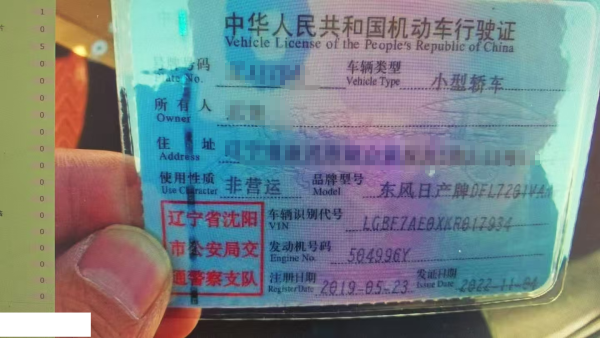 中华人民共和国机动车行驶证
Vehicle License of the People's Republic of China
号码
Plate No.
车辆类型
Vehicle Type
小型轿车
所有人
Owner
住址
Address
使用性质
Use Character
非营运
品牌型号
Model
东风日产牌DFL7201VA
辽宁省沈阳
市公安局交
通警察支队
车辆识别代号
VIN
LGBF7AE0XKR017934
发动机号码
Engine No.
504996Y
注册日期
Register Date
2019-05-23
发证日期
Issue Date
2022-11-04